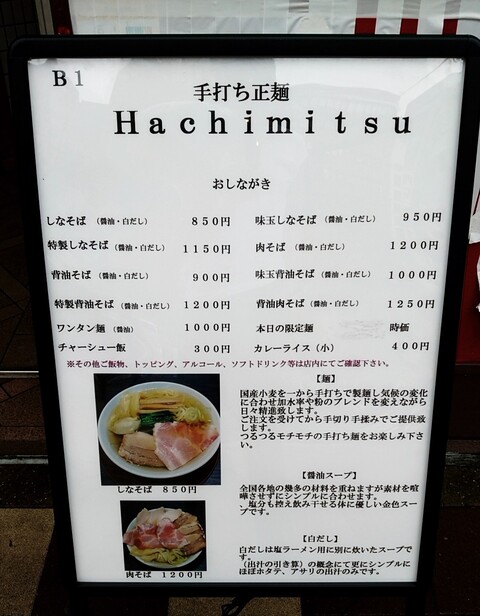 B1
手打ち正麺
Hachimitsu
おしながき
しなそば （醤油・白だし） 850円
特製しなそば（醤油・白だし） 1150円
背油そば （醤油・白だし） 900円
特製背油そば（醤油・白だし） 1200円
ワンタン麺（醤油） 1000円
チャーシュー飯 300円
味玉しなそば（醤油・白だし） 950円
肉そば （醤油・白だし） 1200円
味玉背油そば（醤油・白だし） 1000円
背油肉そば（醤油・白だし） 1250円
本日の限定麺 時価
カレーライス（小） 400円
※その他ご飯物、トッピング、アルコール、ソフトドリンク等は店内にてご確認下さい。
しなそば 850円
肉そば 1200円
【麺】
国産小麦を一から手打ちで製麺し気候の変化
に合わせ加水率や粉のブレンドを変えながら
日々精進致します。
ご注文を受けてから手切り手揉みでご提供致
します。
つるつるモチモチの手打ち麺をお楽しみ下さ
い。
【醤油スープ】
全国各地の幾多の材料を重ねますが素材を喧
嘩させずにシンプルに合わせます。
、塩分も控え飲み干せる体に優しい金色スー
プです。
【白だし】
白だしは塩ラーメン用に別に炊いたスープで
す。
（出汁の引き算）の概念にて更にシンプルに
ほぼホタテ、アサリの出汁のみです。